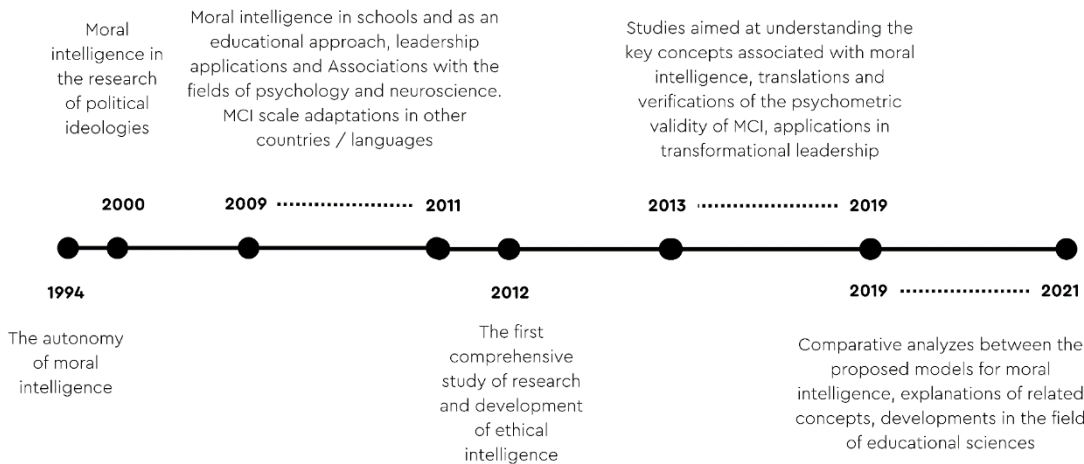 Moral
intelligence in
the research
of political
ideologies
Moral intelligence in schools and as an
educational approach, leadership
applications and Associations with the
fields of psychology and neuroscience.
MCI scale adaptations in other
countries / languages
Studies aimed at understanding the
key concepts associated with moral
intelligence, translations and
verifications of the psychometric
validity of MCI, applications in
transformational leadership
2000
2009
2011
2013
2019
1994
2012
2019
2021
The autonomy
of moral
intelligence
The first
comprehensive
study of research
and development
of ethical
intelligence
Comparative analyzes between the
proposed models for moral
intelligence, explanations of related
concepts, developments in the field
of educational sciences